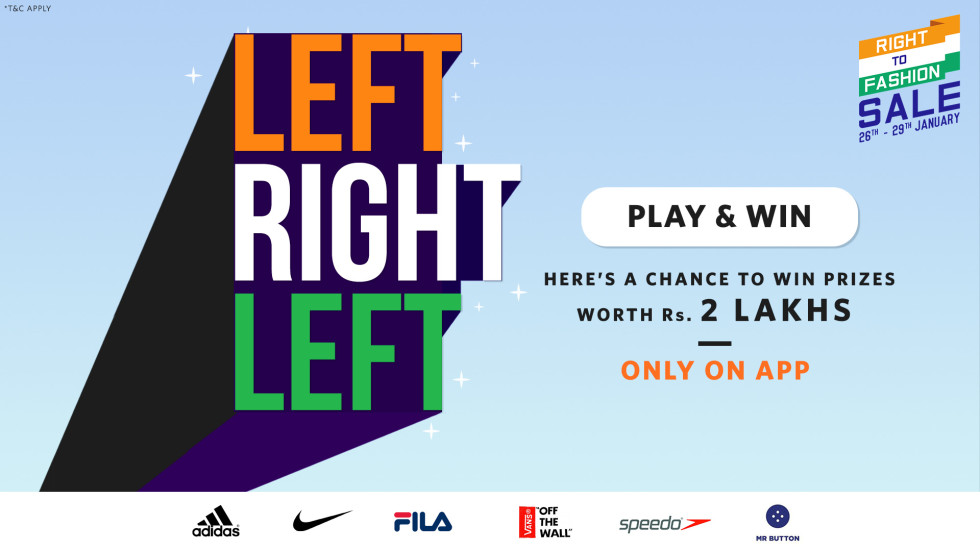 *T&C APPLY
LEFT
RIGHT
LEFT
RIGHT
TO
FASHION
SALE
26TH - 29TH JANUARY
PLAY & WIN
HERE'S A CHANCE TO WIN PRIZES
WORTH Rs. 2 LAKHS
ONLY ON APP
adidas
FILA
VANS "OFF
THE
WALL"
speedo
MR BUTTON